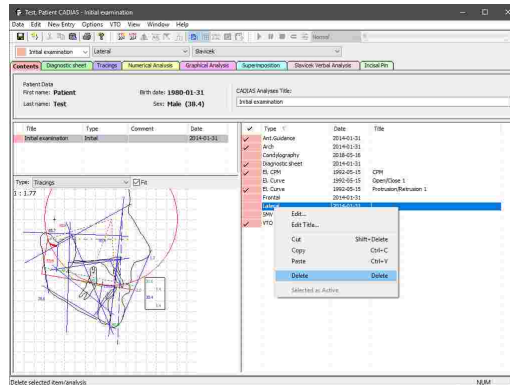 Test, Patient CADIAS - Initial examination
Data Edit New Entry Options VTO View Window Help
Normal
Initial examination Lateral Slavicek
Contents Diagnostic sheet Tracings Numerical Analysis Graphical Analysis Superimposition Slavicek Verbal Analysis Incisal Pin
Patient Data
First name: Patient Birth date: 1980-01-31
Last name: Test Sex: Male (38.4)
CADIAS Analyses Title:
Initial examination
Title Type Comment Date
Initial examination Initial 2014-01-31
Type: Tracings Fit
1 : 1.77
Type Date Title
Ant.Guidance 2014-01-31
Arch 2014-01-31
Condylography 2018-05-16
Diagnostic sheet 2014-01-31
EL CPM 1992-05-15 CPM
EL Curve 1992-05-15 Open/Close 1
EL Curve 1992-05-15 Protrusion/Retrusion 1
Frontal 2014-01-31
Lateral 2014-01-31
SMV
VTO
Edit...
Edit Title...
Cut Shift+Delete
Copy Ctrl+C
Paste Ctrl+V
Delete Delete
Selected as Active
Delete selected item/analysis NUM